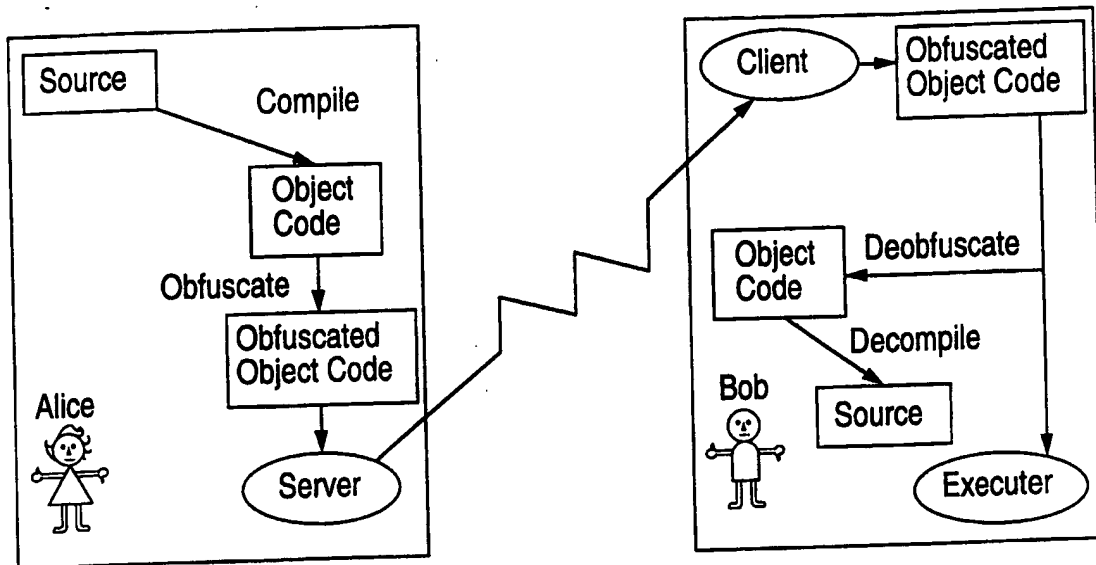 Source
Compile
Object
Code
Obfuscate
Obfuscated
Object Code
Alice
Server
Client
Obfuscated
Object Code
Object
Code
Deobfuscate
Decompile
Bob
Source
Executer